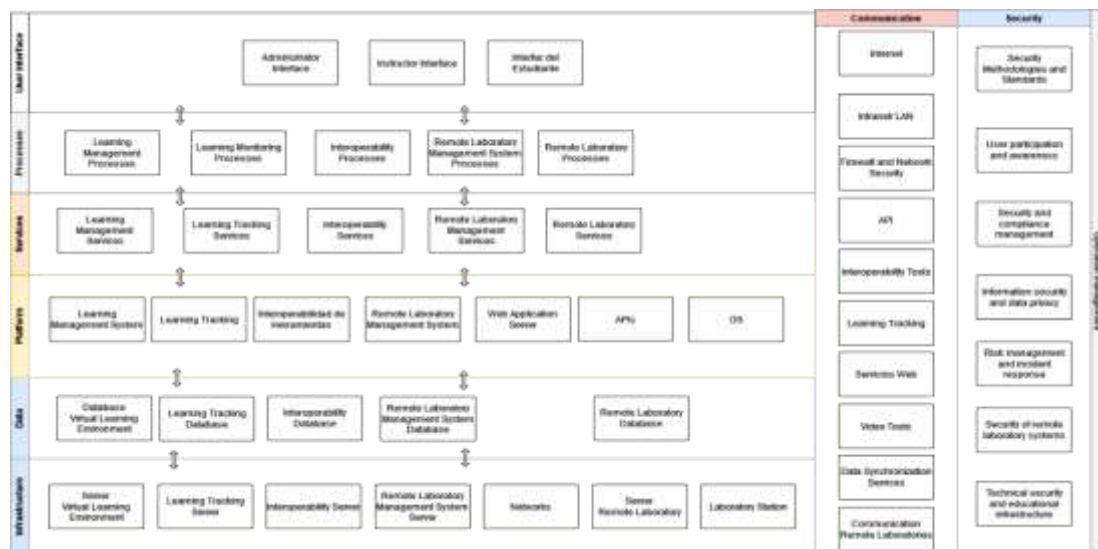 Communication
Security
User Interface
Administrator
Interface
Instructor Interface
Interfaz del
Estudiante
Processes
Learning
Management
Processes
Learning Monitoring
Processes
Interoperability
Processes
Remote Laboratory
Management System
Processes
Remote Laboratory
Processes
Services
Learning
Management
Services
Learning Tracking
Services
Interoperability
Services
Remote Laboratory
Management
Services
Remote Laboratory
Services
Platform
Learning
Management System
Learning Tracking
Interoperabilidad de
Herramientas
Remote Laboratory
Management System
Web Application
Server
APIs
OS
Data
Database
Virtual Learning
Environment
Learning Tracking
Database
Interoperability
Database
Remote Laboratory
Management System
Database
Remote Laboratory
Database
Infrastructure
Server
Virtual Learning
Environment
Learning Tracking
Server
Interoperability Server
Remote Laboratory
Management System
Server
Networks
Server
Remote Laboratory
Laboratory Station
Internet
LAN
Firewall and Network
Security
API
Interoperability Tools
Learning Tracking
Servicios Web
Video Tools
Data Synchronization
Services
Communication
Remote Laboratories
Security
Methodologies and
Standards
User participation
and awareness
Security and
compliance
management
Information security
and data privacy
Risk management
and incident
response
Security of remote
laboratory systems
Technical security
and educational
infrastructure